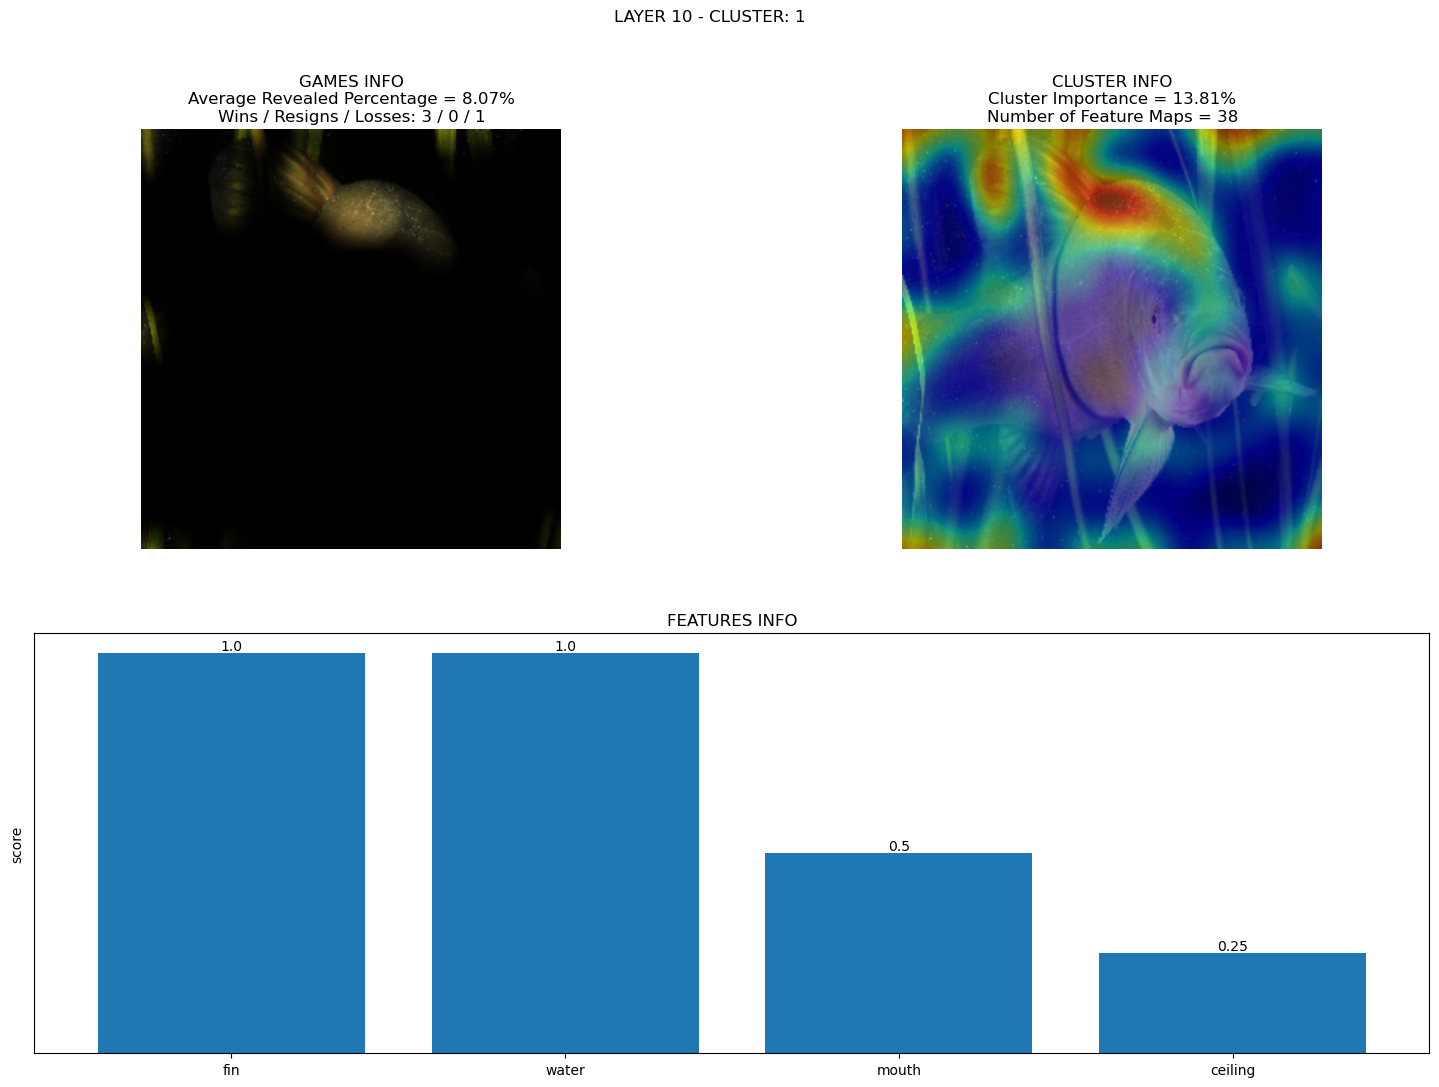 LAYER 10 - CLUSTER: 1
GAMES INFO
Average Revealed Percentage = 8.07%
Wins / Resigns / Losses: 3 / 0 / 1
CLUSTER INFO
Cluster Importance = 13.81%
Number of Feature Maps = 38
FEATURES INFO
score
1.0
1.0
0.5
0.25
fin
water
mouth
ceiling